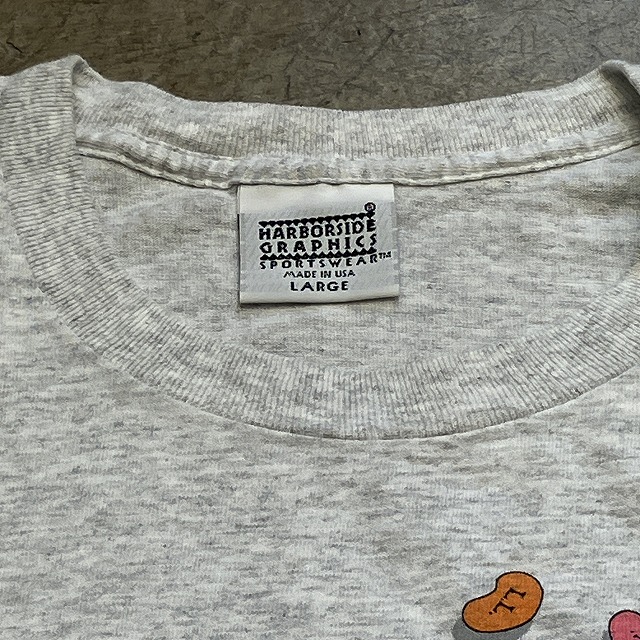 HARBORSIDE®
GRAPHICS
SPORTSWEAR™
MADE IN USA
LARGE